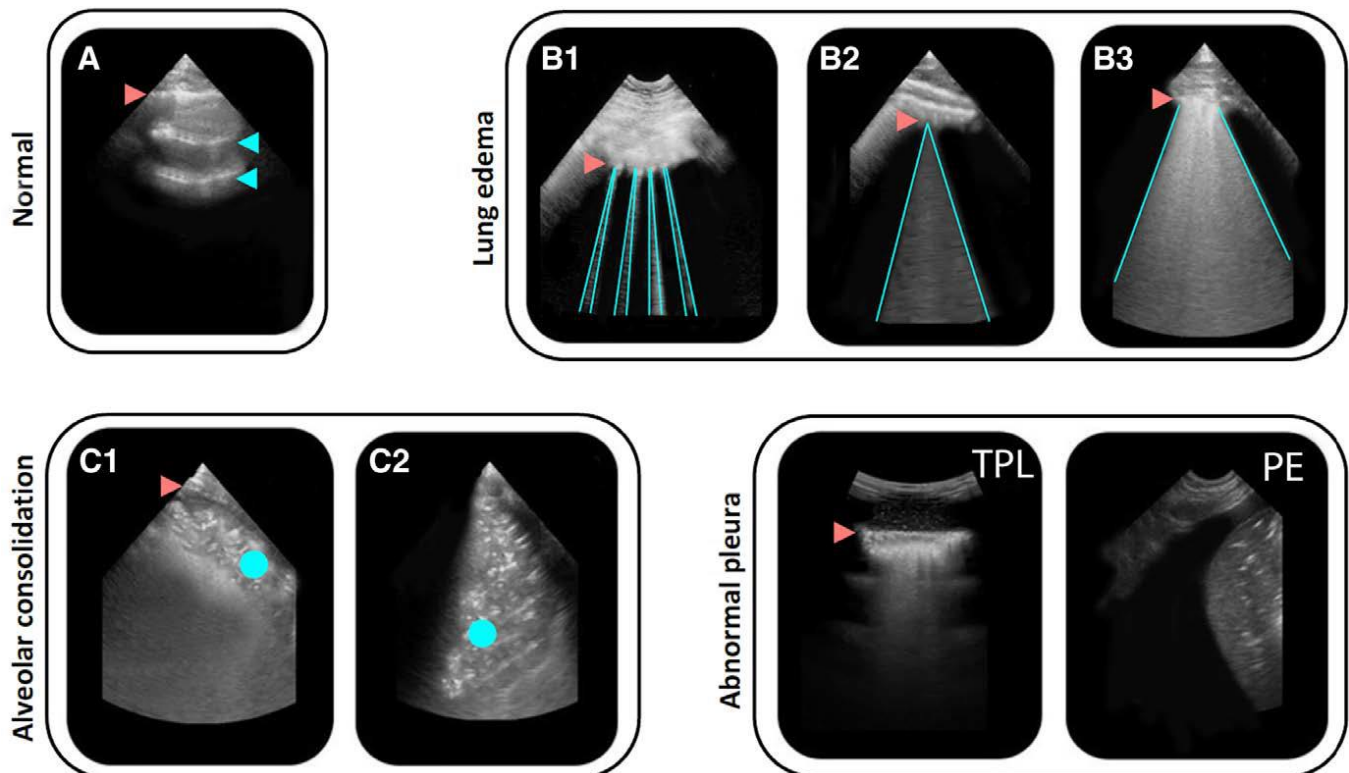 Normal
A
Lung edema
B1
B2
B3
Alveolar consolidation
C1
C2
Abnormal pleura
TPL
PE